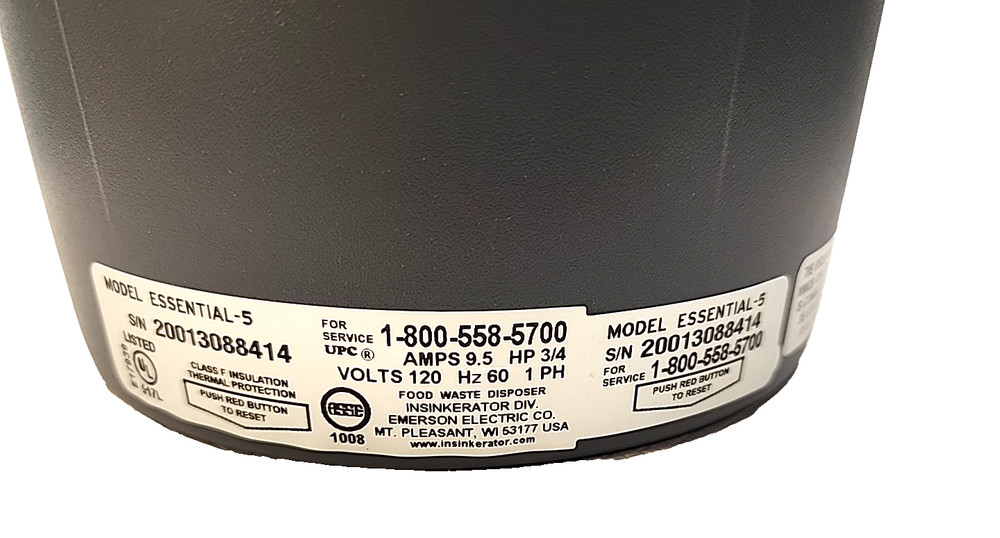 MODEL ESSENTIAL-5
S/N 20013088414
LISTED
UL
CLASS F INSULATION
THERMAL PROTECTION
PUSH RED BUTTON
TO RESET
FOR
SERVICE 1-800-558-5700
UPC ®
AMPS 9.5 HP 3/4
VOLTS 120 Hz 60 1 PH
ASSE
1008
FOOD WASTE DISPOSER
INSINKERATOR DIV.
EMERSON ELECTRIC CO.
MT. PLEASANT, WI 53177 USA
www.insinkerator.com
MODEL ESSENTIAL-5
S/N 20013088414
FOR
SERVICE 1-800-558-5700
PUSH RED BUTTON
TO RESET